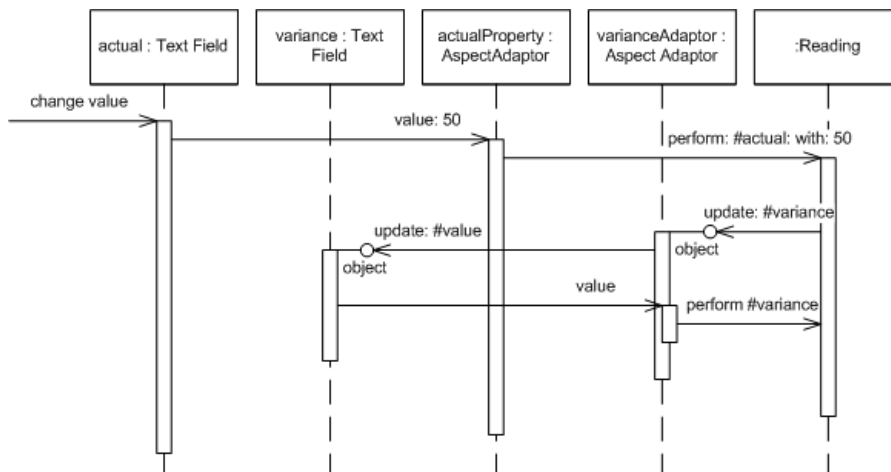 actual : Text Field
variance : Text
Field
actualProperty :
AspectAdaptor
varianceAdaptor :
Aspect Adaptor
:Reading
change value
value: 50
perform: #actual: with: 50
update: #variance
object
update: #value
object
value
perform #variance